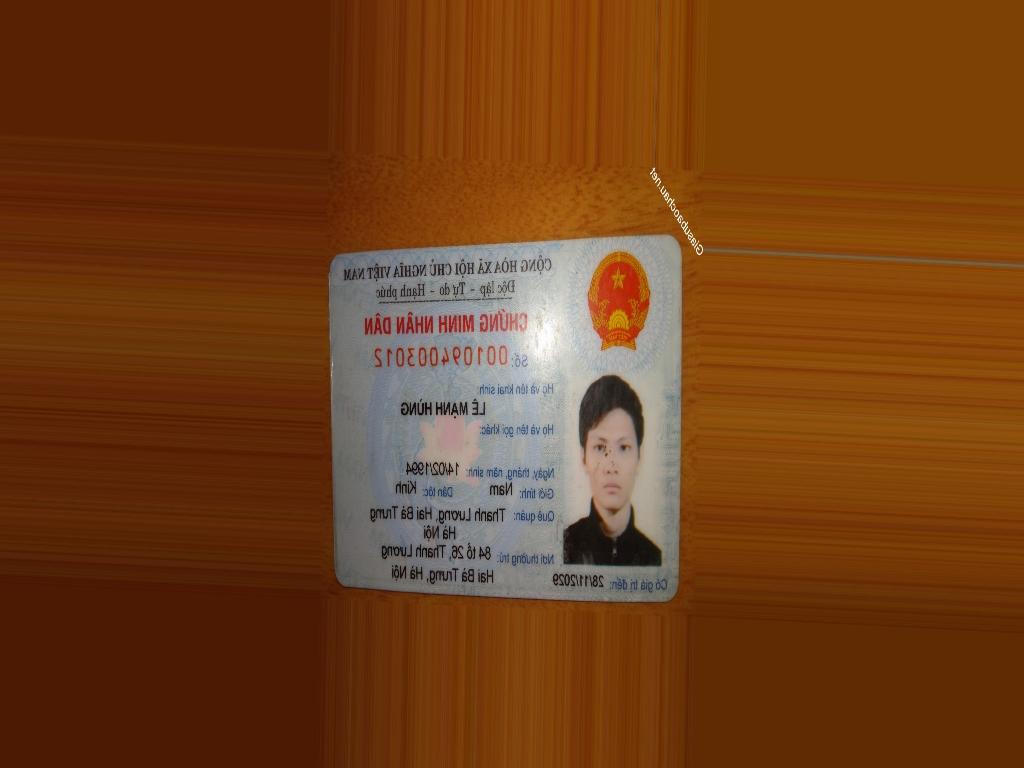 Giasubaochau.net
CỘNG HÒA XÃ HỘI CHỦ NGHĨA VIỆT NAM
Độc lập - Tự do - Hạnh phúc
CHỨNG MINH NHÂN DÂN
Số: 001094003012
Họ và tên khai sinh:
LÊ MẠNH HÙNG
Họ và tên gọi khác:
Ngày, tháng, năm sinh: 14/02/1994
Giới tính: Nam Dân tộc: Kinh
Quê quán: Thanh Lương, Hai Bà Trưng
Hà Nội
Nơi thường trú: 84 tổ 26, Thanh Lương
Hai Bà Trưng, Hà Nội
Có giá trị đến: 28/11/2029